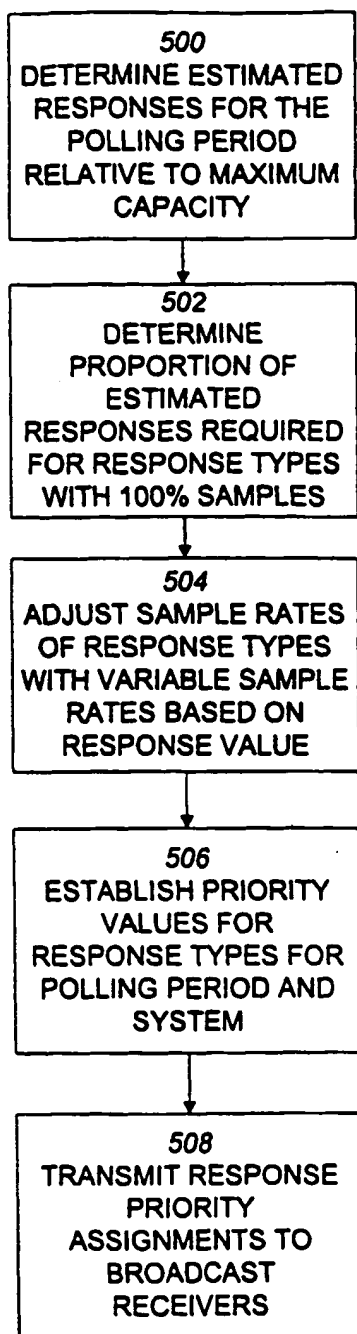 500
DETERMINE ESTIMATED
RESPONSES FOR THE
POLLING PERIOD
RELATIVE TO MAXIMUM
CAPACITY
502
DETERMINE
PROPORTION OF
ESTIMATED
RESPONSES REQUIRED
FOR RESPONSE TYPES
WITH 100% SAMPLES
504
ADJUST SAMPLE RATES
OF RESPONSE TYPES
WITH VARIABLE SAMPLE
RATES BASED ON
RESPONSE VALUE
506
ESTABLISH PRIORITY
VALUES FOR
RESPONSE TYPES FOR
POLLING PERIOD AND
SYSTEM
508
TRANSMIT RESPONSE
PRIORITY
ASSIGNMENTS TO
BROADCAST
RECEIVERS